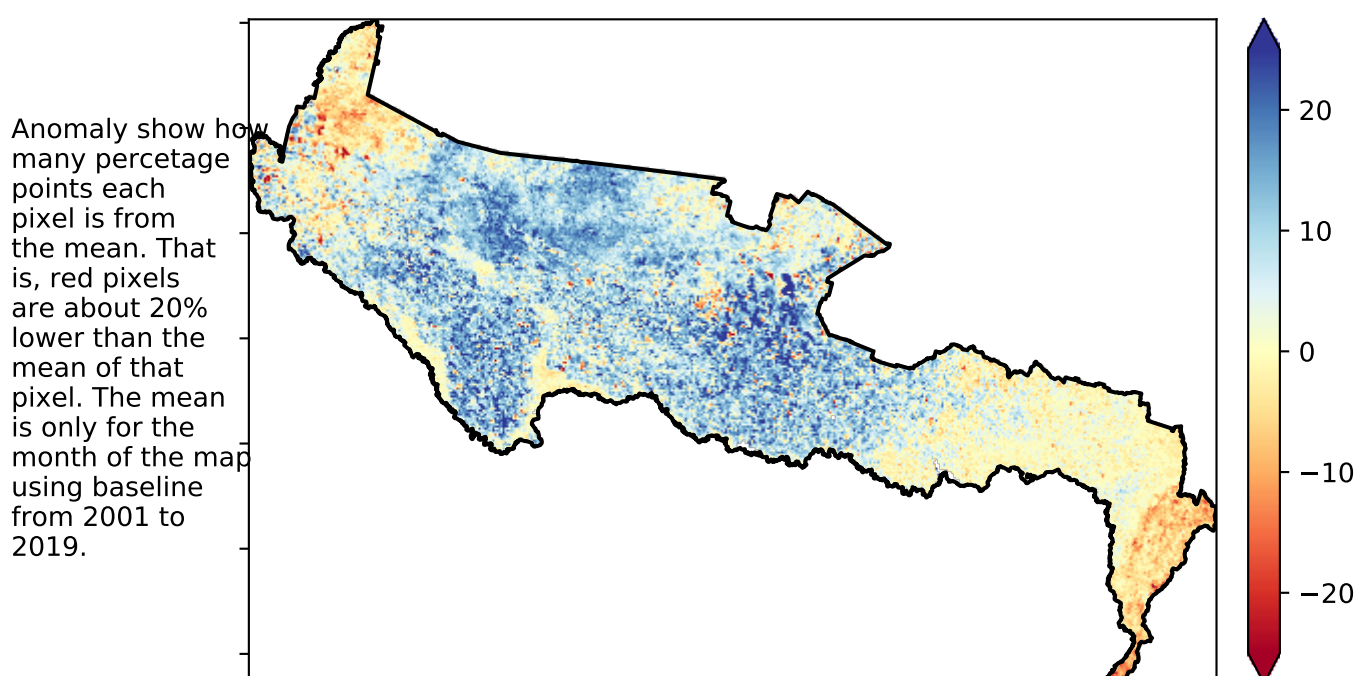 Anomaly show how
many percetage
points each
pixel is from
the mean. That
is, red pixels
are about 20%
lower than the
mean of that
pixel. The mean
is only for the
month of the map
using baseline
from 2001 to
2019.
20
10
0
−10
−20